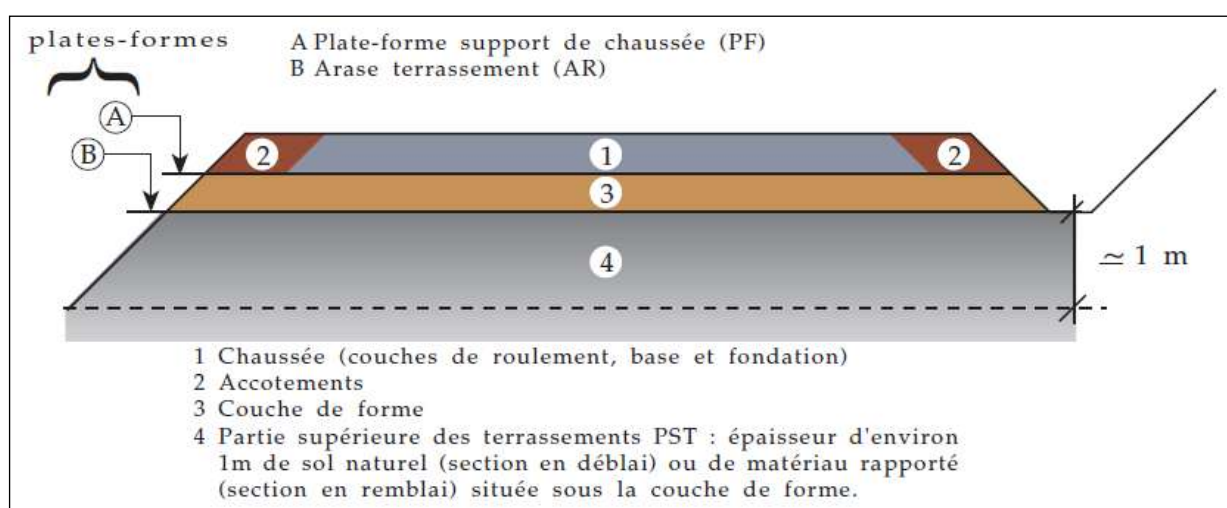 plates-formes
A Plate-forme support de chaussée (PF)
B Arase terrassement (AR)
A
B
2
1
2
3
4
≃ 1 m
1 Chaussée (couches de roulement, base et fondation)
2 Accotements
3 Couche de forme
4 Partie supérieure des terrassements PST : épaisseur d'environ
1m de sol naturel (section en déblai) ou de matériau rapporté
(section en remblai) située sous la couche de forme.